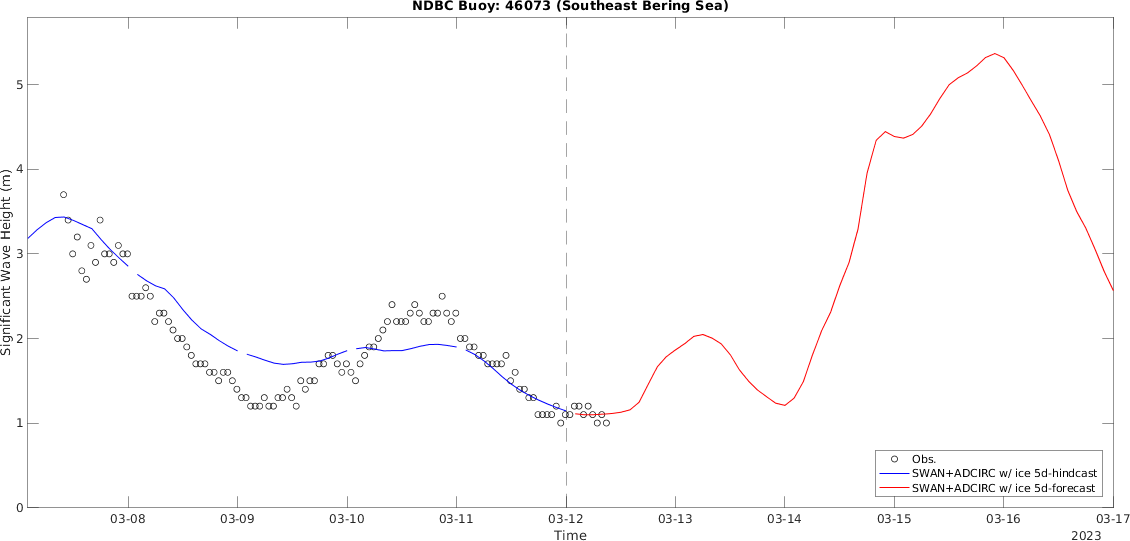 NDBC Buoy: 46073 (Southeast Bering Sea)
Significant Wave Height (m)
5
4
3
2
1
0
Obs.
SWAN+ADCIRC w/ ice 5d-hindcast
SWAN+ADCIRC w/ ice 5d-forecast
03-08 03-09 03-10 03-11 03-12 03-13 03-14 03-15 03-16 03-17
Time
2023